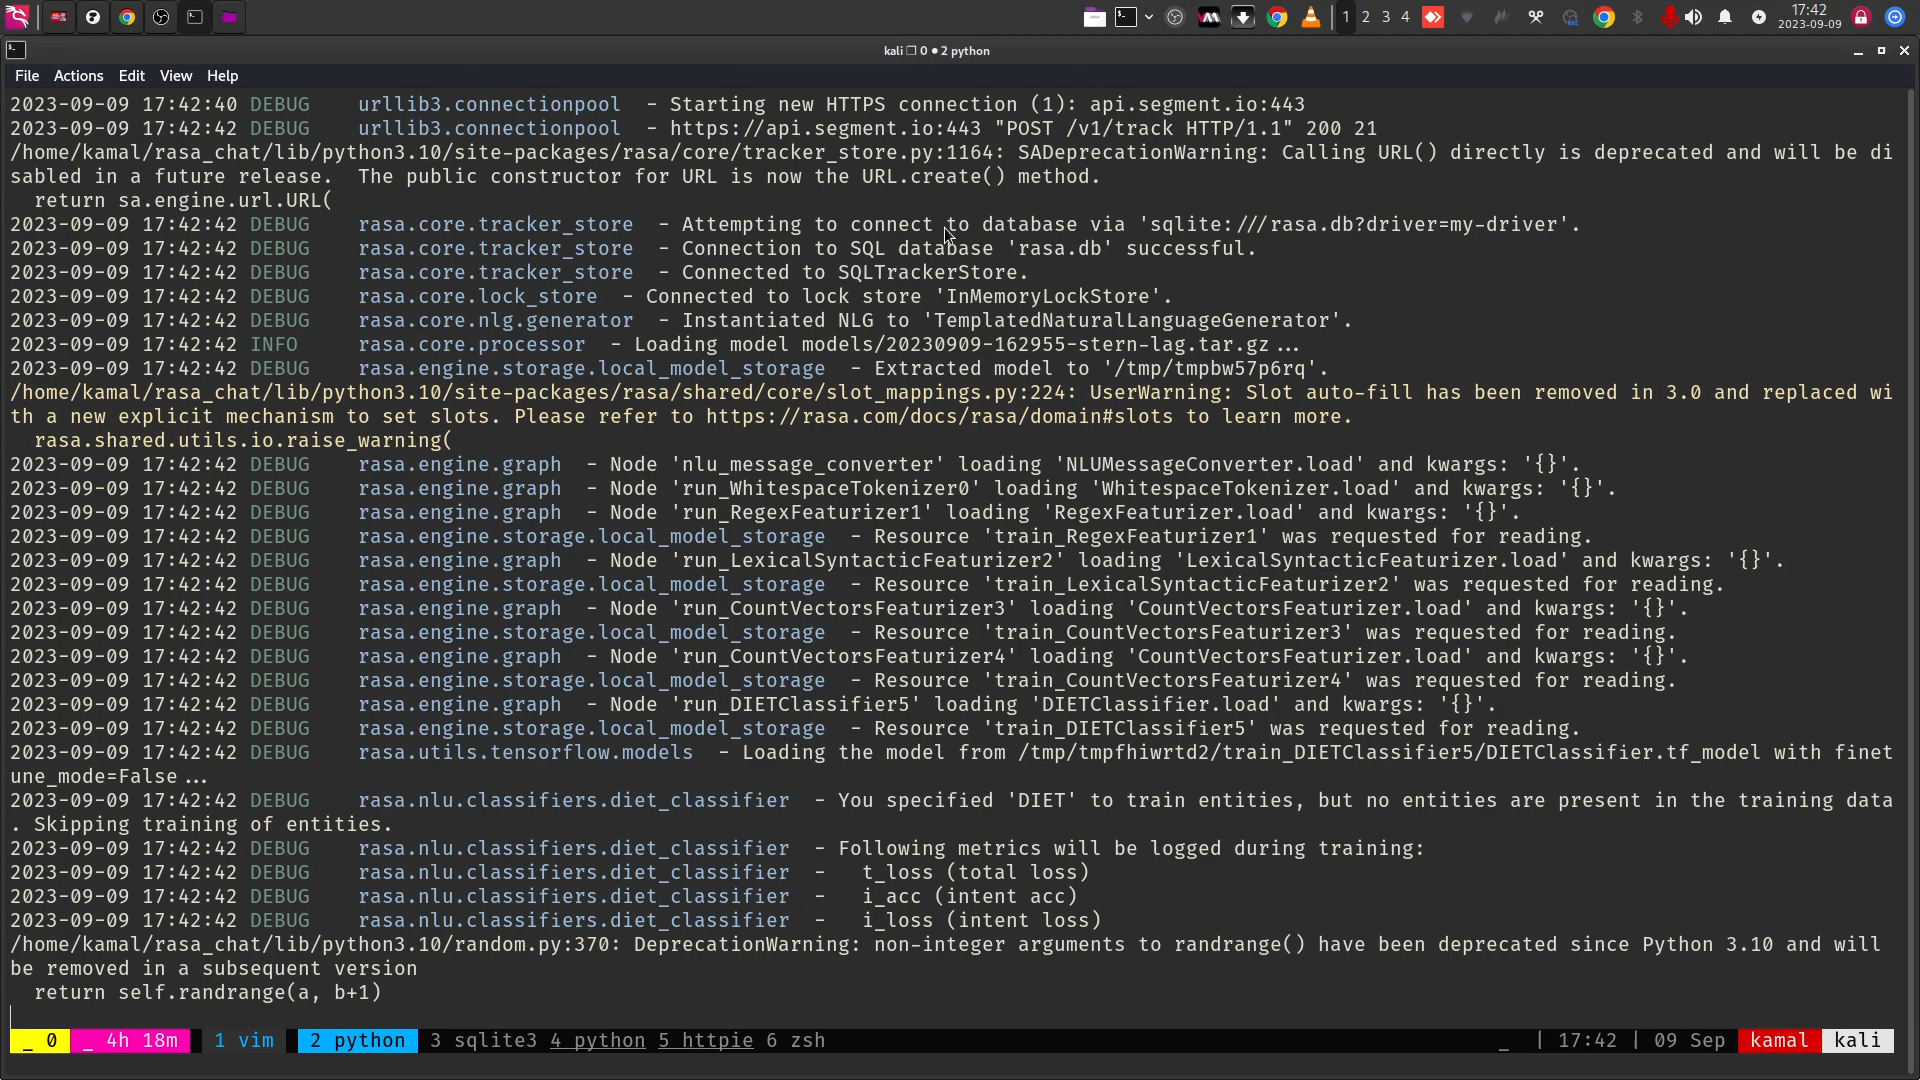 1 2 3 4
17:42
2023-09-09
kali ❐ 0 ● 2 python
File Actions Edit View Help
2023-09-09 17:42:40 DEBUG urllib3.connectionpool - Starting new HTTPS connection (1): api.segment.io:443
2023-09-09 17:42:42 DEBUG urllib3.connectionpool - https://api.segment.io:443 "POST /v1/track HTTP/1.1" 200 21
/home/kamal/rasa_chat/lib/python3.10/site-packages/rasa/core/tracker_store.py:1164: SADeprecationWarning: Calling URL() directly is deprecated and will be di
sabled in a future release. The public constructor for URL is now the URL.create() method.
return sa.engine.url.URL(
2023-09-09 17:42:42 DEBUG rasa.core.tracker_store - Attempting to connect to database via 'sqlite:///rasa.db?driver=my-driver'.
2023-09-09 17:42:42 DEBUG rasa.core.tracker_store - Connection to SQL database 'rasa.db' successful.
2023-09-09 17:42:42 DEBUG rasa.core.tracker_store - Connected to SQLTrackerStore.
2023-09-09 17:42:42 DEBUG rasa.core.lock_store - Connected to lock store 'InMemoryLockStore'.
2023-09-09 17:42:42 DEBUG rasa.core.nlg.generator - Instantiated NLG to 'TemplatedNaturalLanguageGenerator'.
2023-09-09 17:42:42 INFO rasa.core.processor - Loading model models/20230909-162955-stern-lag.tar.gz...
2023-09-09 17:42:42 DEBUG rasa.engine.storage.local_model_storage - Extracted model to '/tmp/tmpbw57p6rq'.
/home/kamal/rasa_chat/lib/python3.10/site-packages/rasa/shared/core/slot_mappings.py:224: UserWarning: Slot auto-fill has been removed in 3.0 and replaced wi
th a new explicit mechanism to set slots. Please refer to https://rasa.com/docs/rasa/domain#slots to learn more.
rasa.shared.utils.io.raise_warning(
2023-09-09 17:42:42 DEBUG rasa.engine.graph - Node 'nlu_message_converter' loading 'NLUMessageConverter.load' and kwargs: '{}'.
2023-09-09 17:42:42 DEBUG rasa.engine.graph - Node 'run_WhitespaceTokenizer0' loading 'WhitespaceTokenizer.load' and kwargs: '{}'.
2023-09-09 17:42:42 DEBUG rasa.engine.graph - Node 'run_RegexFeaturizer1' loading 'RegexFeaturizer.load' and kwargs: '{}'.
2023-09-09 17:42:42 DEBUG rasa.engine.storage.local_model_storage - Resource 'train_RegexFeaturizer1' was requested for reading.
2023-09-09 17:42:42 DEBUG rasa.engine.graph - Node 'run_LexicalSyntacticFeaturizer2' loading 'LexicalSyntacticFeaturizer.load' and kwargs: '{}'.
2023-09-09 17:42:42 DEBUG rasa.engine.storage.local_model_storage - Resource 'train_LexicalSyntacticFeaturizer2' was requested for reading.
2023-09-09 17:42:42 DEBUG rasa.engine.graph - Node 'run_CountVectorsFeaturizer3' loading 'CountVectorsFeaturizer.load' and kwargs: '{}'.
2023-09-09 17:42:42 DEBUG rasa.engine.storage.local_model_storage - Resource 'train_CountVectorsFeaturizer3' was requested for reading.
2023-09-09 17:42:42 DEBUG rasa.engine.graph - Node 'run_CountVectorsFeaturizer4' loading 'CountVectorsFeaturizer.load' and kwargs: '{}'.
2023-09-09 17:42:42 DEBUG rasa.engine.storage.local_model_storage - Resource 'train_CountVectorsFeaturizer4' was requested for reading.
2023-09-09 17:42:42 DEBUG rasa.engine.graph - Node 'run_DIETClassifier5' loading 'DIETClassifier.load' and kwargs: '{}'.
2023-09-09 17:42:42 DEBUG rasa.engine.storage.local_model_storage - Resource 'train_DIETClassifier5' was requested for reading.
2023-09-09 17:42:42 DEBUG rasa.utils.tensorflow.models - Loading the model from /tmp/tmpfhiwrtd2/train_DIETClassifier5/DIETClassifier.tf_model with finet
une_mode=False...
2023-09-09 17:42:42 DEBUG rasa.nlu.classifiers.diet_classifier - You specified 'DIET' to train entities, but no entities are present in the training data
. Skipping training of entities.
2023-09-09 17:42:42 DEBUG rasa.nlu.classifiers.diet_classifier - Following metrics will be logged during training:
2023-09-09 17:42:42 DEBUG rasa.nlu.classifiers.diet_classifier - t_loss (total loss)
2023-09-09 17:42:42 DEBUG rasa.nlu.classifiers.diet_classifier - i_acc (intent acc)
2023-09-09 17:42:42 DEBUG rasa.nlu.classifiers.diet_classifier - i_loss (intent loss)
/home/kamal/rasa_chat/lib/python3.10/random.py:370: DeprecationWarning: non-integer arguments to randrange() have been deprecated since Python 3.10 and will
be removed in a subsequent version
return self.randrange(a, b+1)
_ 0 _ 4h 18m 1 vim 2 python 3 sqlite3 4 python 5 httpie 6 zsh _ | 17:42 | 09 Sep kamal kali